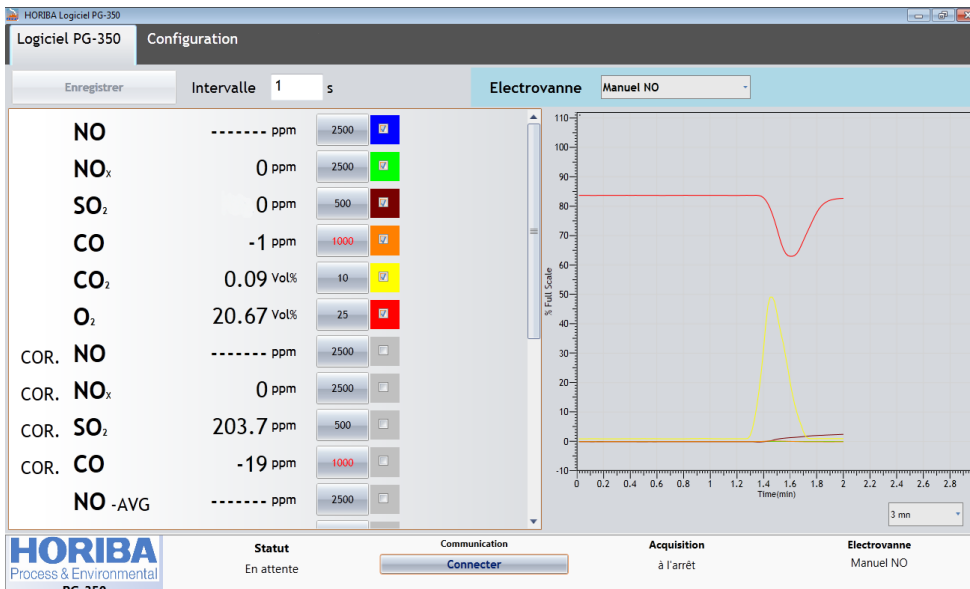 HORIBA Logiciel PG-350
Logiciel PG-350 Configuration
Enregistrer Intervalle 1 s Electrovanne Manuel NO
NO ------- ppm 2500
NOx 0 ppm 2500
SO2 0 ppm 500
CO -1 ppm 1000
CO2 0.09 Vol% 10
O2 20.67 Vol% 25
COR. NO ------- ppm 2500
COR. NOx 0 ppm 2500
COR. SO2 203.7 ppm 500
COR. CO -19 ppm 1000
NO -AVG ------- ppm 2500
% Full Scale
110
100
90
80
70
60
50
40
30
20
10
0
-10
0 0.2 0.4 0.6 0.8 1 1.2 1.4 1.6 1.8 2 2.2 2.4 2.6 2.8
Time(min)
3 mn
HORIBA
Process & Environmental
PG-350
Statut
En attente
Communication
Connecter
Acquisition
à l'arrêt
Electrovanne
Manuel NO